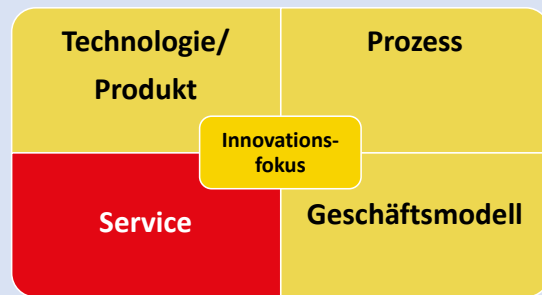 Technologie/
Produkt
Prozess
Innovations-
fokus
Service
Geschäftsmodell